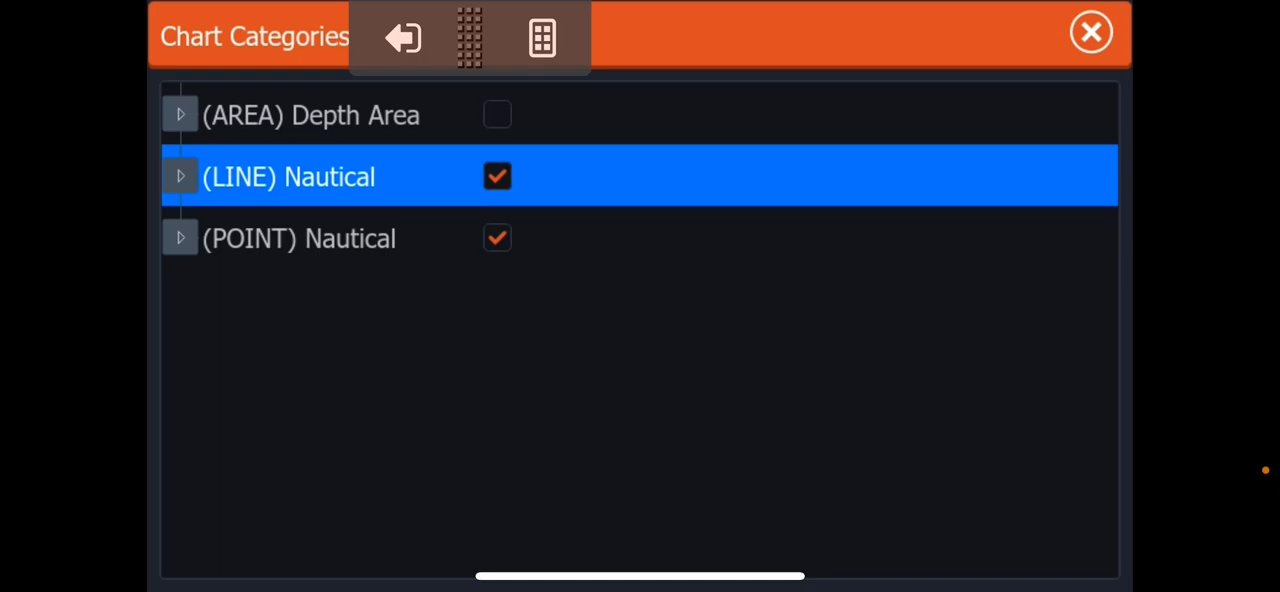 Chart Categories
(AREA) Depth Area
(LINE) Nautical
(POINT) Nautical